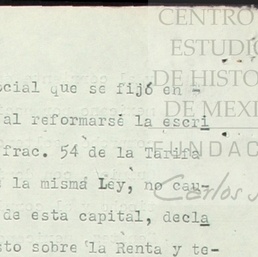 CENTRO
ESTUDIO
DE HISTO
DE MEXI
FUNDAC
Carlos
cial que se fijó en -
al reformarse la escri
frac. 54 de la Tarifa
la misma Ley, no cau-
de esta capital, decla
sto sobre la Renta y te-